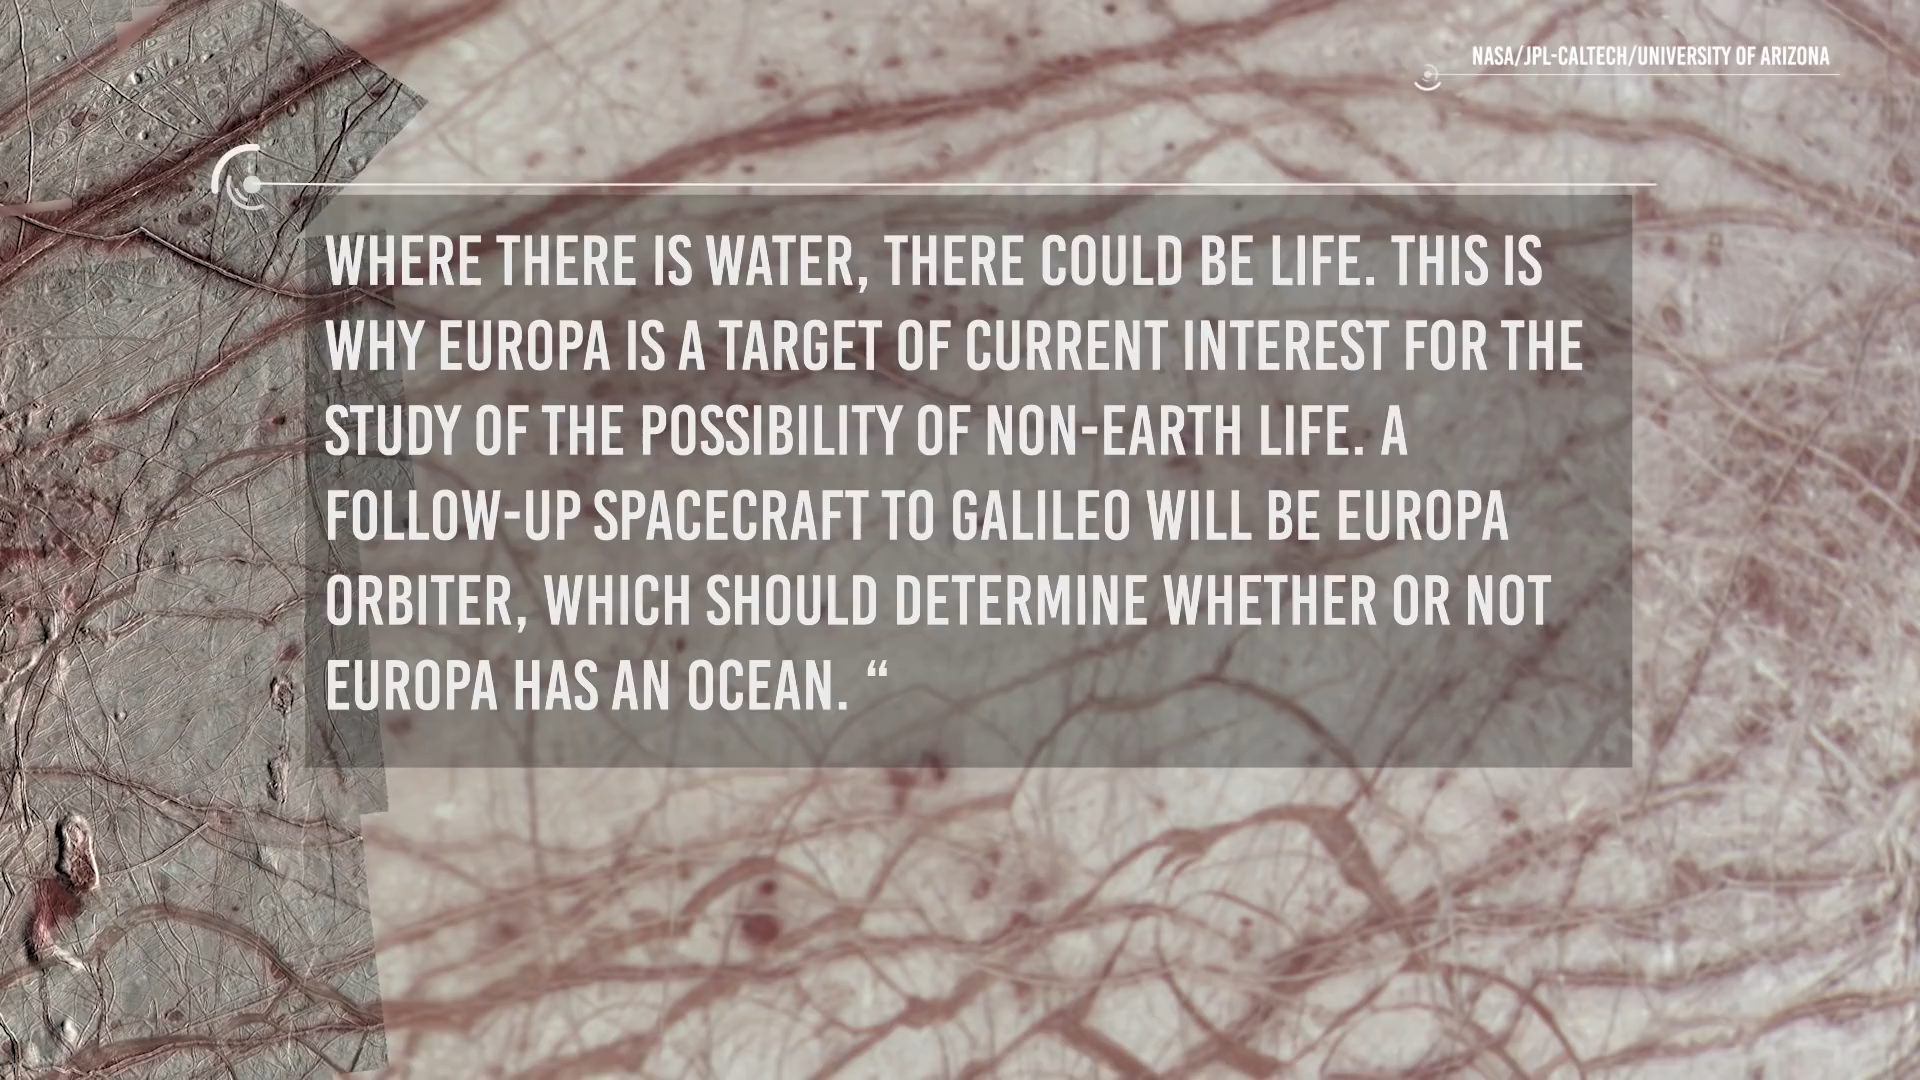 NASA/JPL-CALTECH/UNIVERSITY OF ARIZONA
WHERE THERE IS WATER, THERE COULD BE LIFE. THIS IS
WHY EUROPA IS A TARGET OF CURRENT INTEREST FOR THE
STUDY OF THE POSSIBILITY OF NON-EARTH LIFE. A
FOLLOW-UP SPACECRAFT TO GALILEO WILL BE EUROPA
ORBITER, WHICH SHOULD DETERMINE WHETHER OR NOT
EUROPA HAS AN OCEAN. “